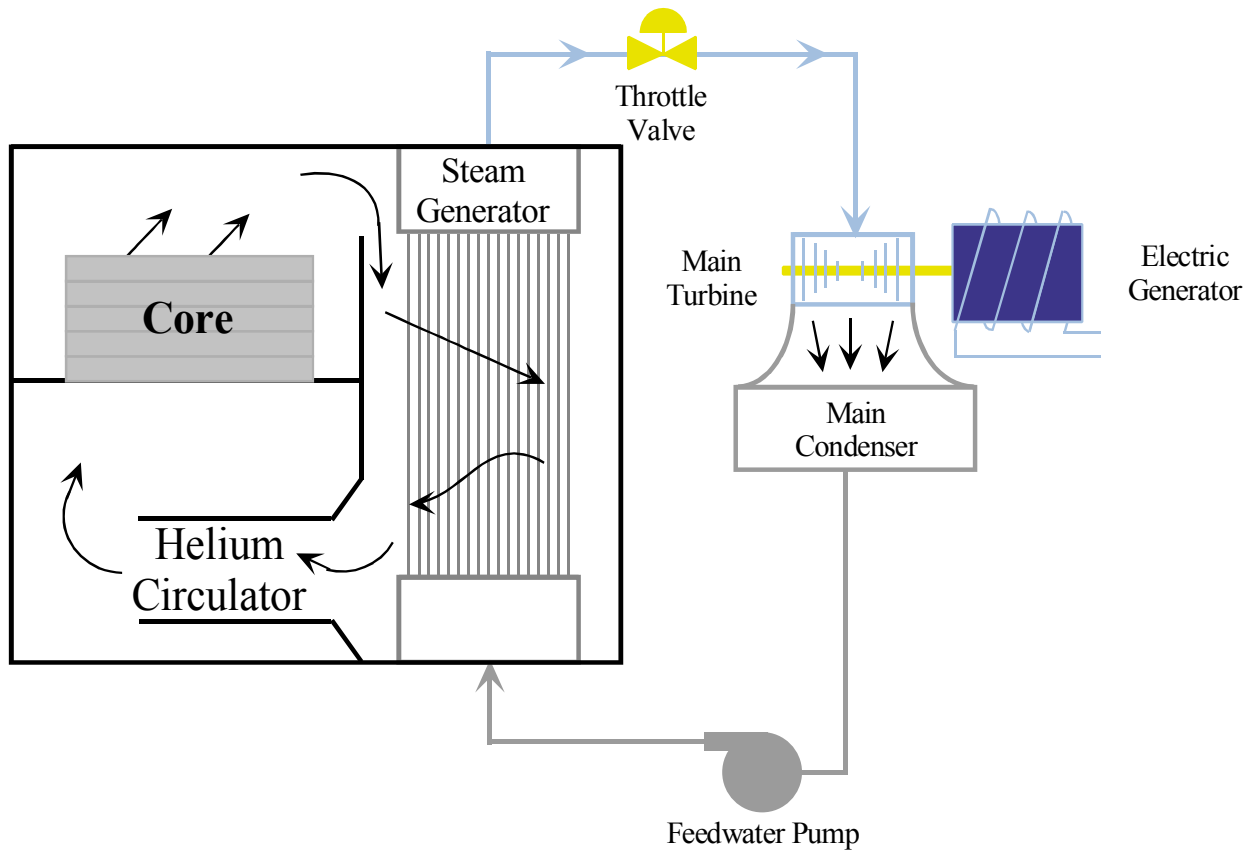 Throttle
Valve
Steam
Generator
Core
Main
Turbine
Electric
Generator
Main
Condenser
Helium
Circulator
Feedwater Pump